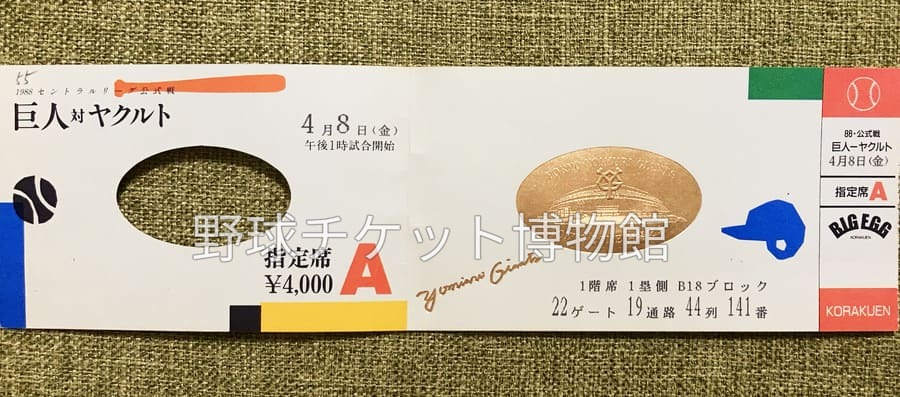 55
1988 セントラルリーグ公式戦
巨人対ヤクルト
4月8日(金)
午後1時試合開始
指定席 A
¥4,000
TOKYO YOMIURI GIANTS
Yomiuri Giants
1階席 1塁側 B18ブロック
22ゲート 19通路 44列 141番
88・公式戦
巨人ーヤクルト
4月8日(金)
指定席 A
BIG EGG
KORAKUEN
KORAKUEN
野球チケット博物館